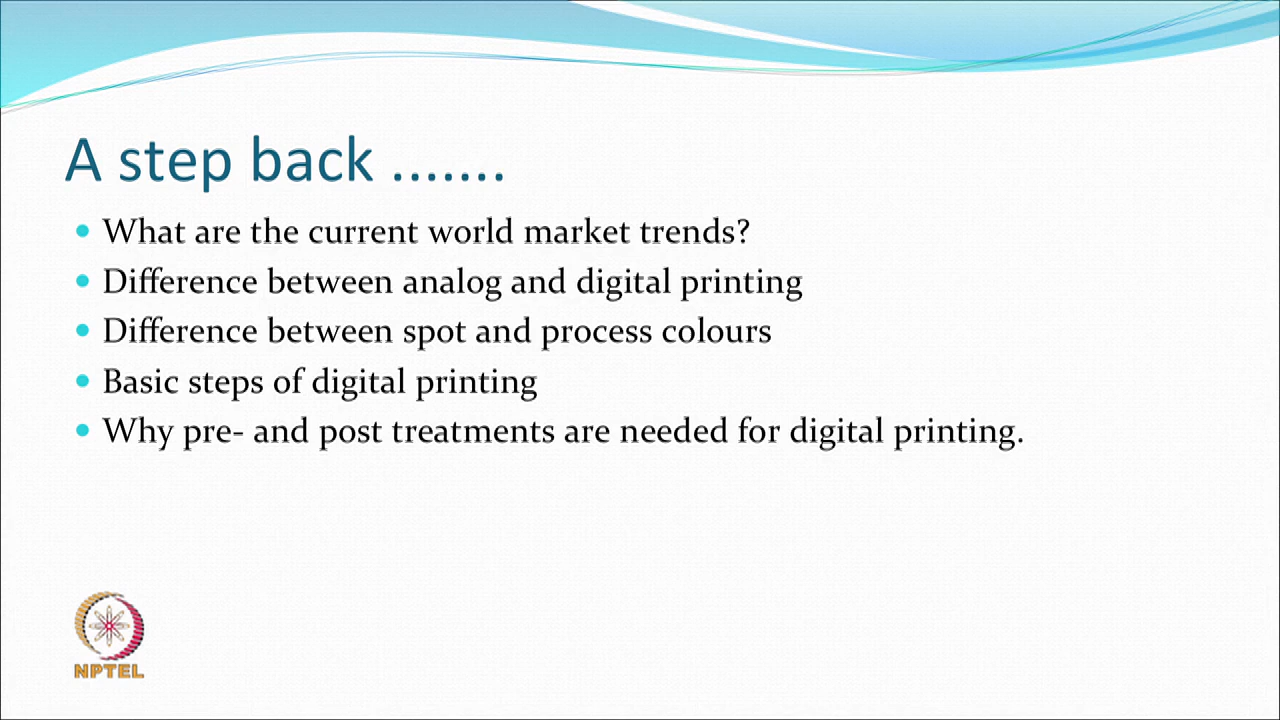 A step back .......
What are the current world market trends?
Difference between analog and digital printing
Difference between spot and process colours
Basic steps of digital printing
Why pre- and post treatments are needed for digital printing.
NPTEL